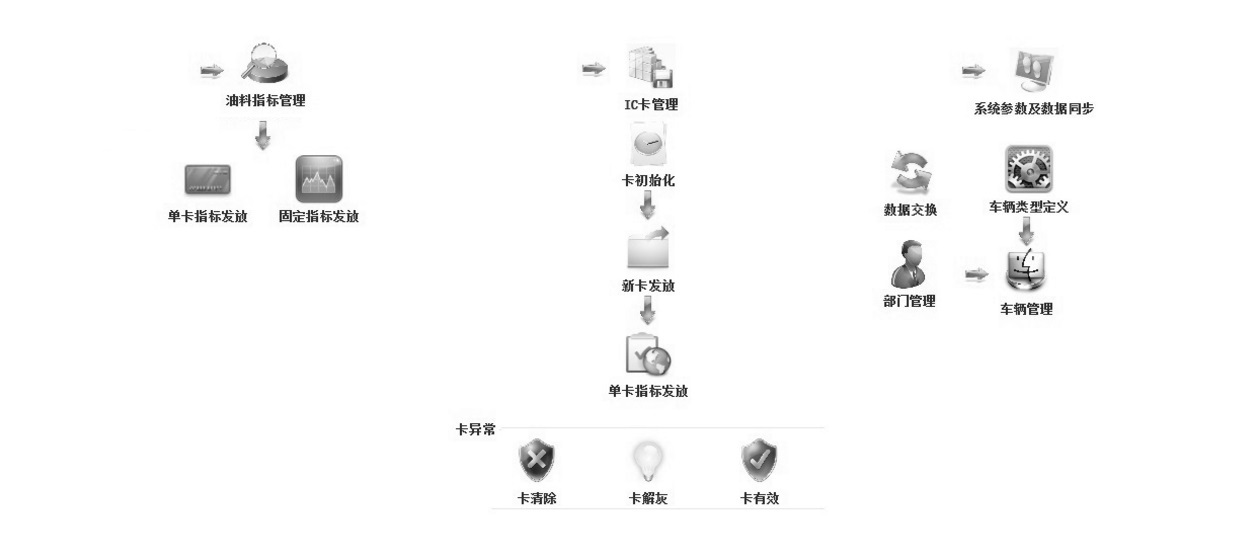 油料指标管理
单卡指标发放
固定指标发放
IC卡管理
卡初始化
新卡发放
单卡指标发放
卡异常
卡清除
卡解灰
卡有效
系统参数及数据同步
数据交换
车辆类型定义
部门管理
车辆管理